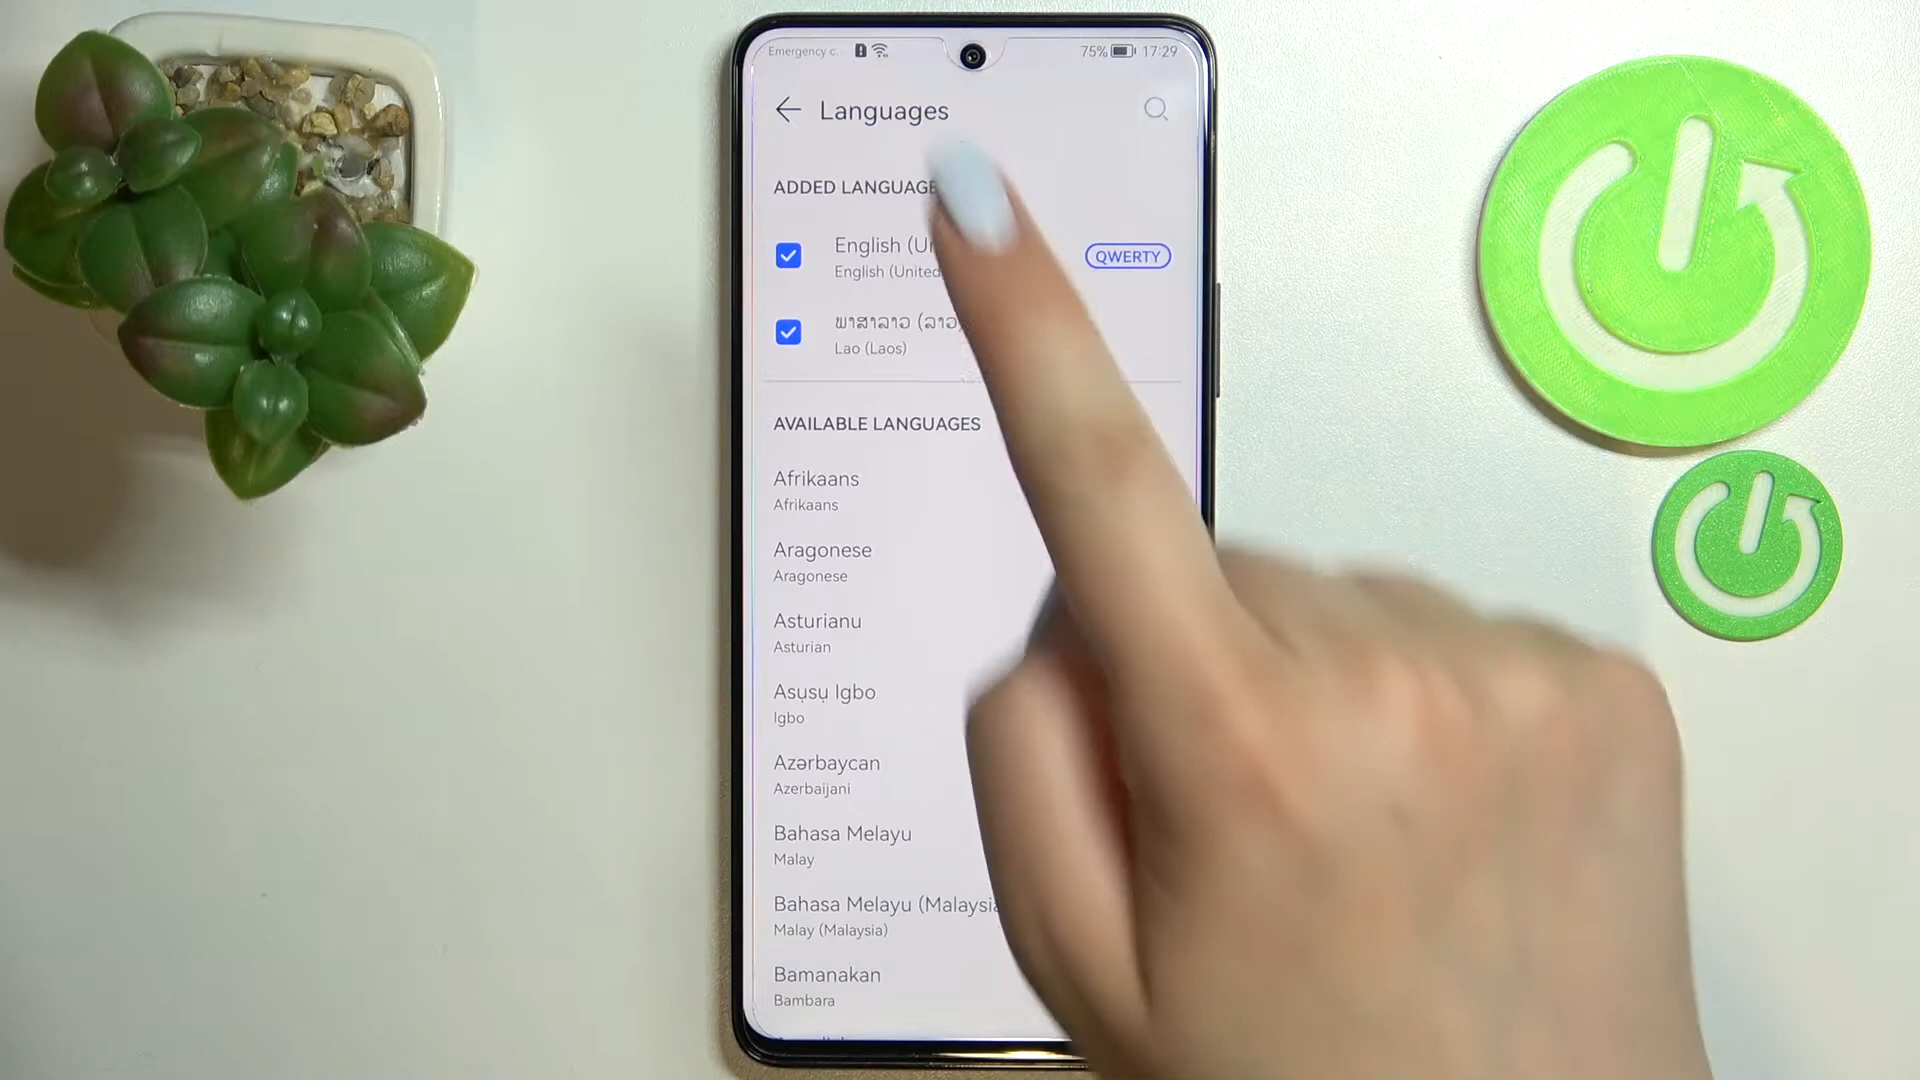 Emergency c.
75% 17:29
Languages
ADDED LANGUAGE
English (Un
English (United
QWERTY
ພາສາລາວ (ລາວ)
Lao (Laos)
AVAILABLE LANGUAGES
Afrikaans
Afrikaans
Aragonese
Aragonese
Asturianu
Asturian
Asụsụ Igbo
Igbo
Azərbaycan
Azerbaijani
Bahasa Melayu
Malay
Bahasa Melayu (Malaysia
Malay (Malaysia)
Bamanakan
Bambara